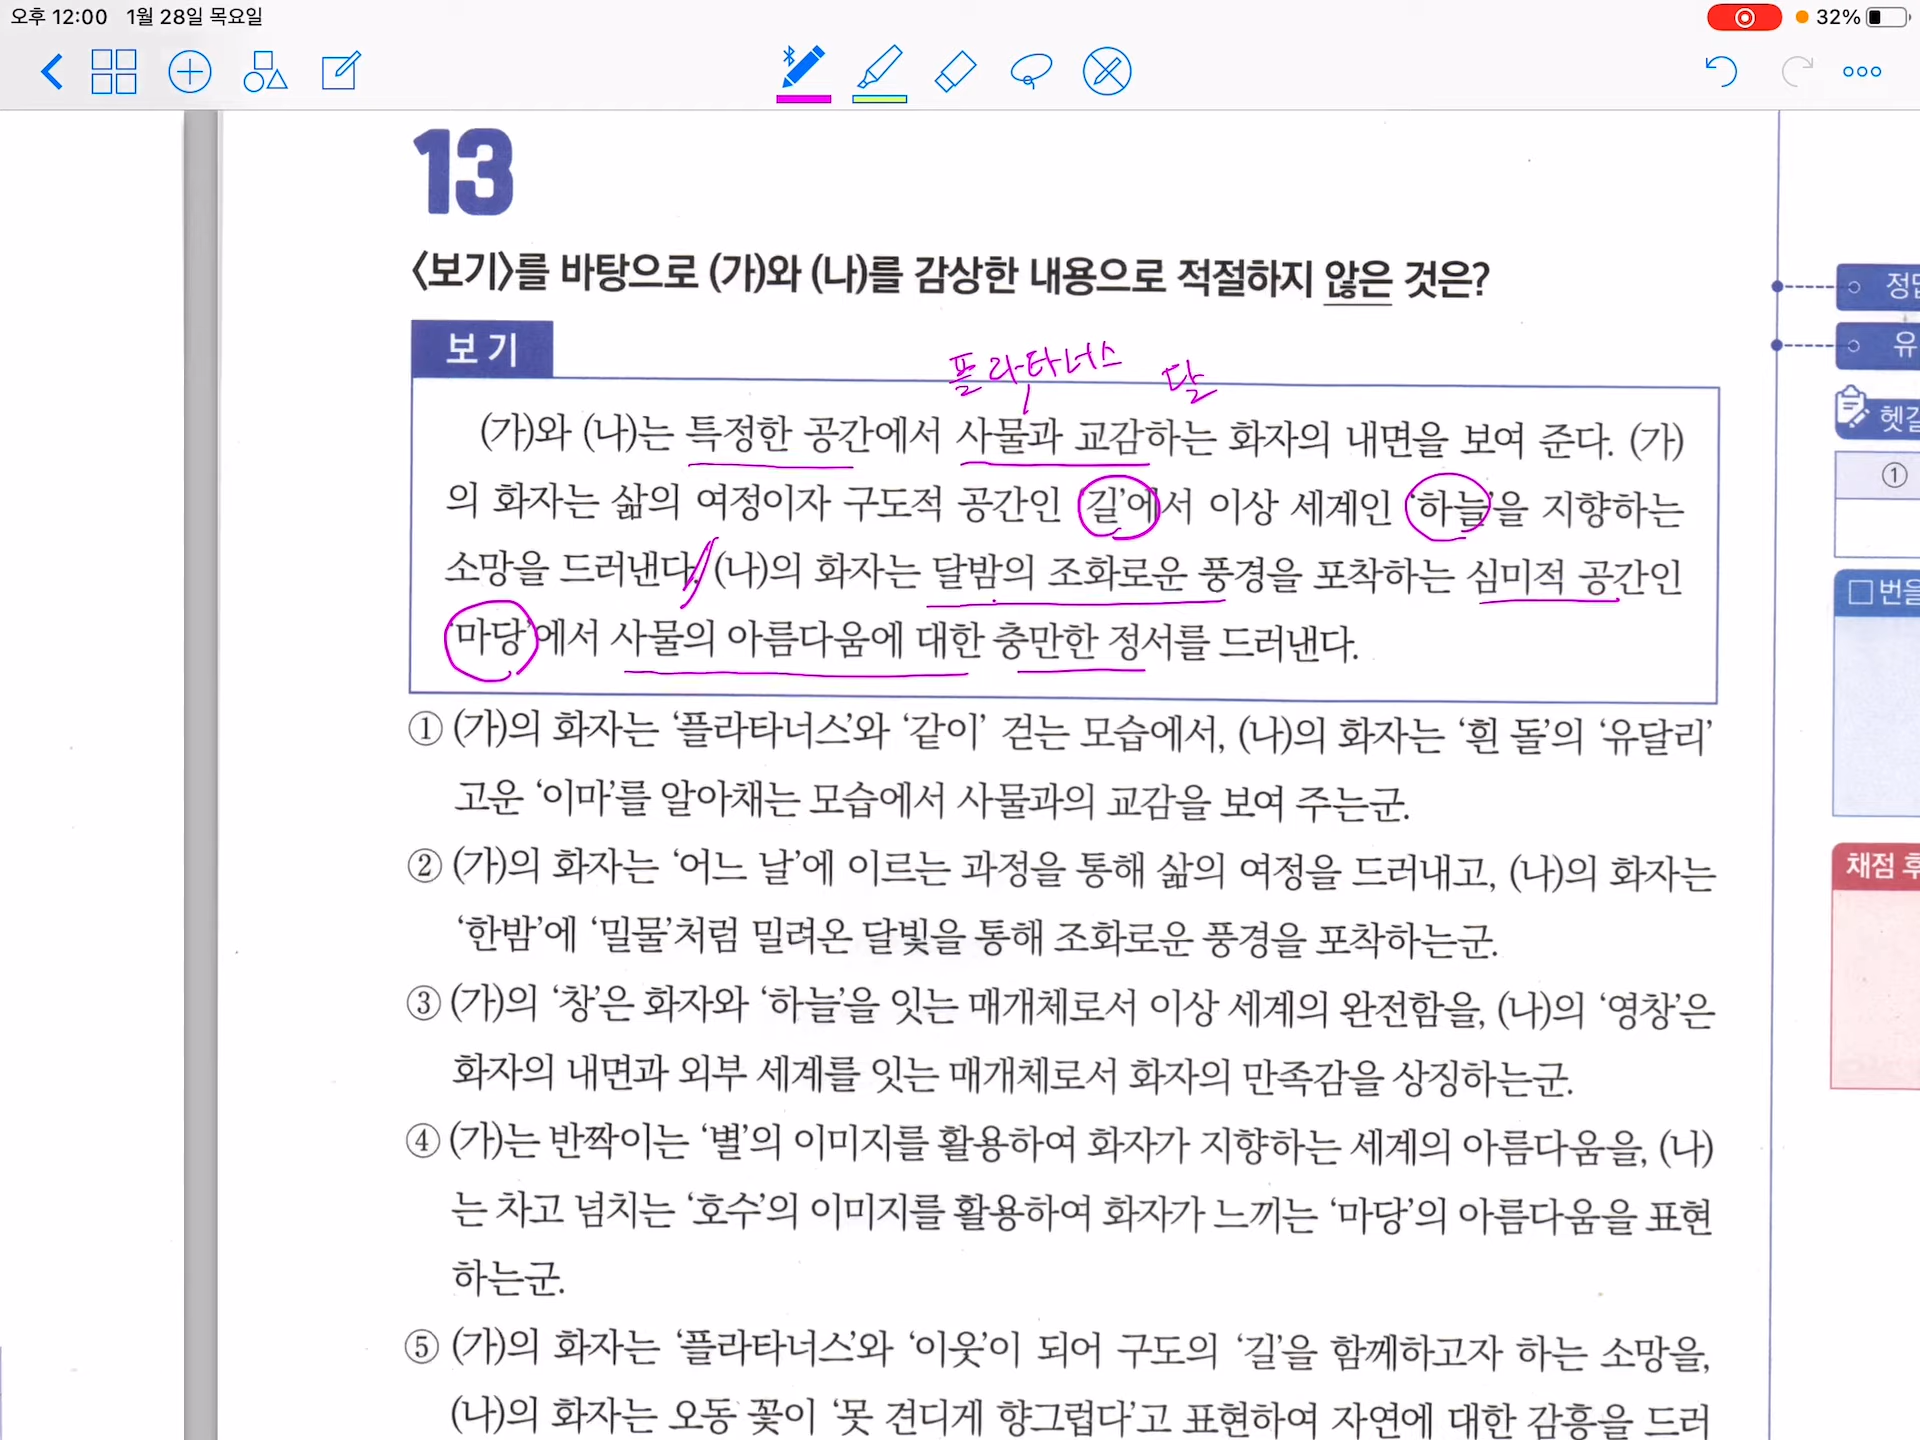 오후 12:00 1월 28일 목요일
32%
13
〈보기〉를 바탕으로 (가)와 (나)를 감상한 내용으로 적절하지 않은 것은?
보기
플라타너스 달
(가)와 (나)는 특정한 공간에서 사물과 교감하는 화자의 내면을 보여 준다. (가)
의 화자는 삶의 여정이자 구도적 공간인 ‘길’에서 이상 세계인 ‘하늘’을 지향하는
소망을 드러낸다. (나)의 화자는 달밤의 조화로운 풍경을 포착하는 심미적 공간인
‘마당’에서 사물의 아름다움에 대한 충만한 정서를 드러낸다.
① (가)의 화자는 ‘플라타너스’와 ‘같이’ 걷는 모습에서, (나)의 화자는 ‘흰 돌’의 ‘유달리’
고운 ‘이마’를 알아채는 모습에서 사물과의 교감을 보여 주는군.
② (가)의 화자는 ‘어느 날’에 이르는 과정을 통해 삶의 여정을 드러내고, (나)의 화자는
‘한밤’에 ‘밀물’처럼 밀려온 달빛을 통해 조화로운 풍경을 포착하는군.
③ (가)의 ‘창’은 화자와 ‘하늘’을 잇는 매개체로서 이상 세계의 완전함을, (나)의 ‘영창’은
화자의 내면과 외부 세계를 잇는 매개체로서 화자의 만족감을 상징하는군.
④ (가)는 반짝이는 ‘별’의 이미지를 활용하여 화자가 지향하는 세계의 아름다움을, (나)
는 차고 넘치는 ‘호수’의 이미지를 활용하여 화자가 느끼는 ‘마당’의 아름다움을 표현
하는군.
⑤ (가)의 화자는 ‘플라타너스’와 ‘이웃’이 되어 구도의 ‘길’을 함께하고자 하는 소망을,
(나)의 화자는 오동 꽃이 ‘못 견디게 향그럽다’고 표현하여 자연에 대한 감흥을 드러
유
헷갈
①
번을
채점 후